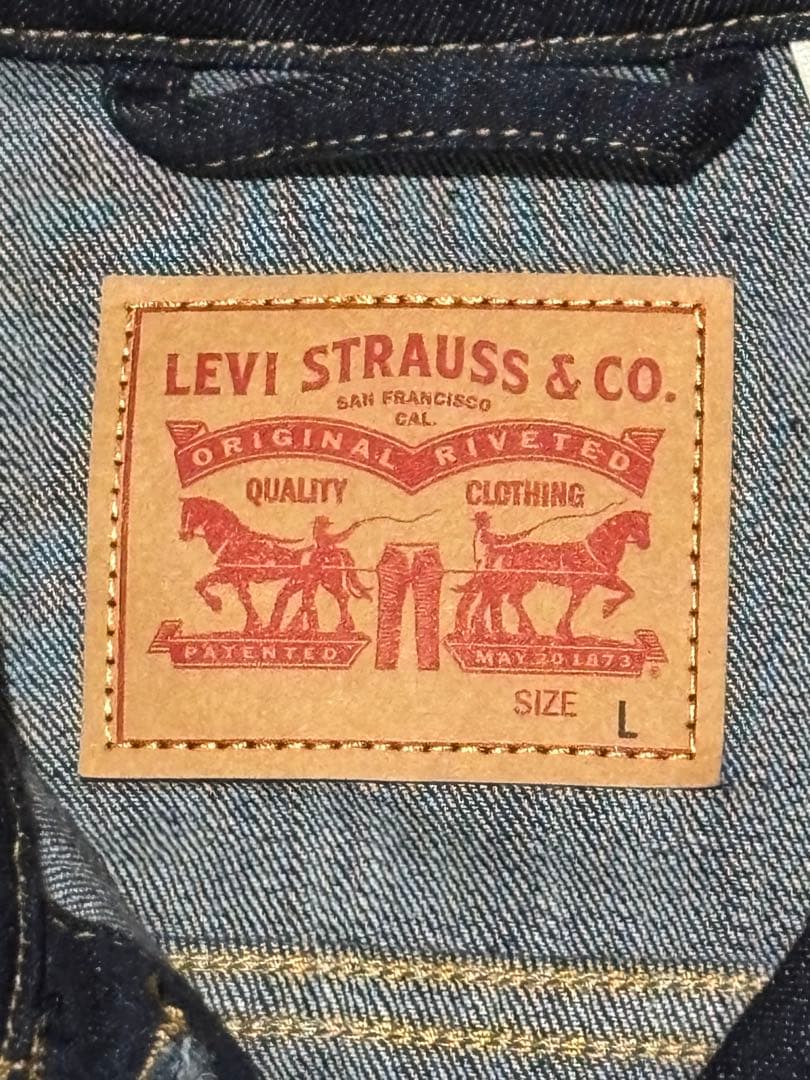 LEVI STRAUSS & CO.
SAN FRANCISCO
CAL.
ORIGINAL RIVETED
QUALITY CLOTHING
PATENTED MAY 20 1873
®
SIZE L